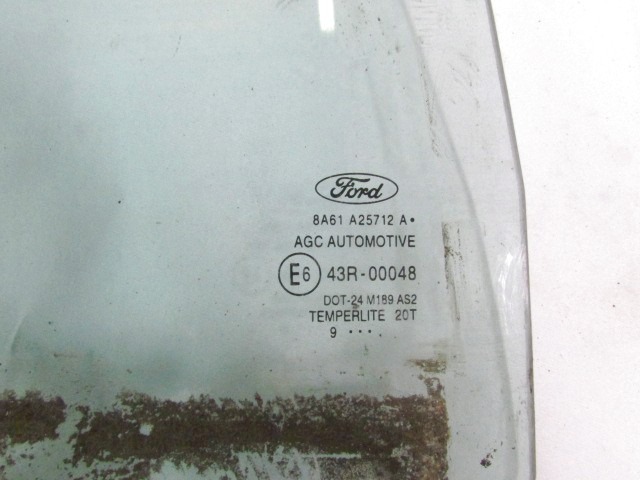 Ford
8A61 A25712 A•
AGC AUTOMOTIVE
E6 43R-00048
DOT-24 M189 AS2
TEMPERLITE 20T
9 ••••